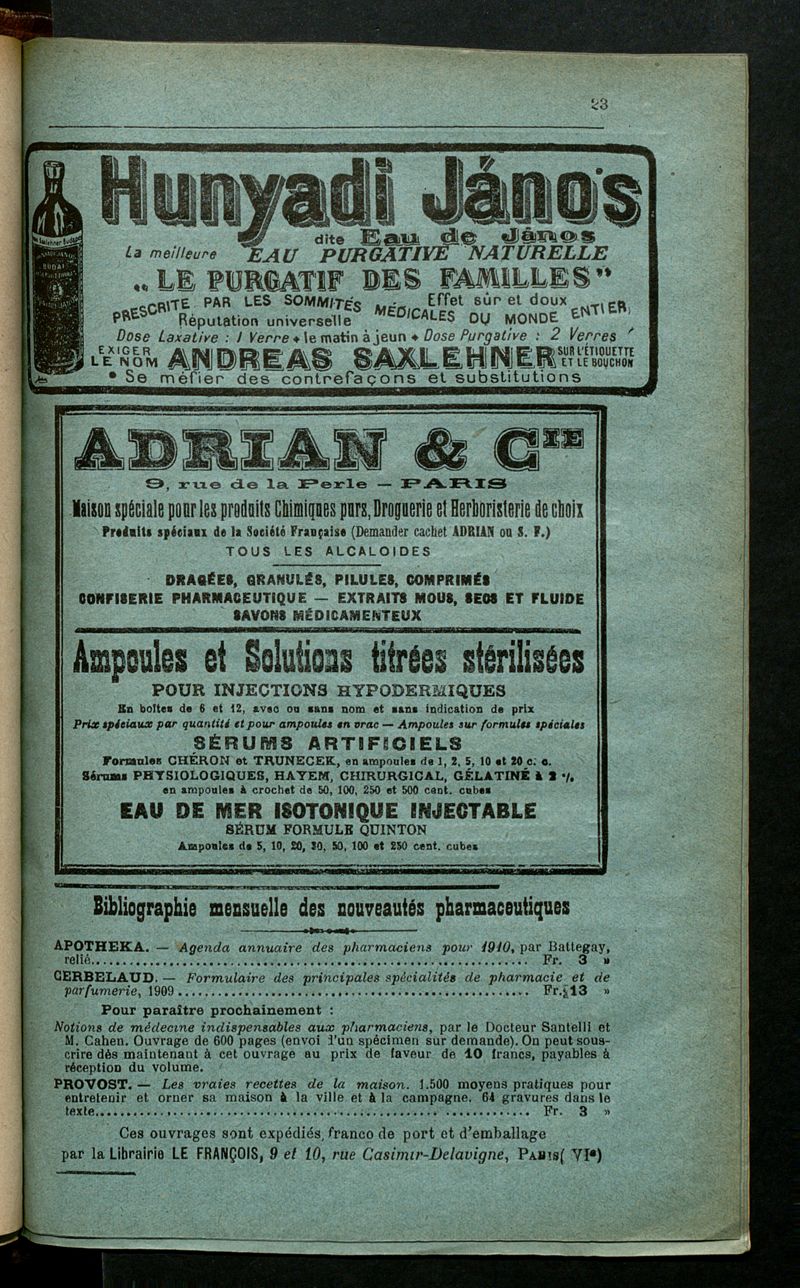 23
Hunyadi János
dite Eau de János
La meilleure EAU PURGATIVE NATURELLE
„ LE PURGATIF DES FAMILLES"
PRESCRITE PAR LES SOMMITÉS MÉDICALES DU MONDE ENTIER,
Réputation universelle Effet sûr et doux
Dose Laxative : 1 Verre le matin à jeun Dose Purgative : 2 Verres
EXIGER LE NOM ANDREAS SAXLEHNER SUR L'ÉTIQUETTE ET LE BOUCHON
Se méfier des contrefaçons et substitutions
ADRIAN & CIE
9, rue de la Perle — PARIS
Maison spéciale pour les produits Chimiques purs, Droguerie et Herboristerie de choix
Produits spéciaux de la Société Française (Demander cachet ADRIAN ou S. F.)
TOUS LES ALCALOIDES
DRAGÉES, GRANULÉS, PILULES, COMPRIMÉS
CONFISERIE PHARMACEUTIQUE — EXTRAITS MOUS, SECS ET FLUIDE
SAVONS MÉDICAMENTEUX
Ampoules et Solutions titrées stérilisées
POUR INJECTIONS HYPODERMIQUES
En boîtes de 6 et 12, avec ou sans nom et sans indication de prix
Prix spéciaux par quantité et pour ampoules en vrac — Ampoules sur formules spéciales
SÉRUMS ARTIFICIELS
Formules CHÉRON et TRUNECEK, en ampoules de 1, 2, 5, 10 et 20 c. c.
Sérums PHYSIOLOGIQUES, HAYEM, CHIRURGICAL, GÉLATINÉ à 2 %
en ampoules à crochet de 50, 100, 250 et 500 cent. cubes
EAU DE MER ISOTONIQUE INJECTABLE
SÉRUM FORMULE QUINTON
Ampoules de 5, 10, 20, 30, 50, 100 et 250 cent. cubes
Bibliographie mensuelle des nouveautés pharmaceutiques
APOTHEKA. — Agenda annuaire des pharmaciens pour 1910, par Battegay,
relié........ Fr. 3 »
CERBELAUD. — Formulaire des principales spécialités de pharmacie et de
parfumerie, 1909........ Fr. 13 »
Pour paraître prochainement :
Notions de médecine indispensables aux pharmaciens, par le Docteur Santelli et
M. Cahen. Ouvrage de 600 pages (envoi d'un spécimen sur demande). On peut sous-
crire dès maintenant à cet ouvrage au prix de faveur de 10 francs, payables à
réception du volume.
PROVOST. — Les vraies recettes de la maison. 1.500 moyens pratiques pour
entretenir et orner sa maison à la ville et à la campagne. 64 gravures dans le
texte........ Fr. 3 »
Ces ouvrages sont expédiés, franco de port et d'emballage
par la Librairie LE FRANÇOIS, 9 et 10, rue Casimir-Delavigne, PARIS (VIe)